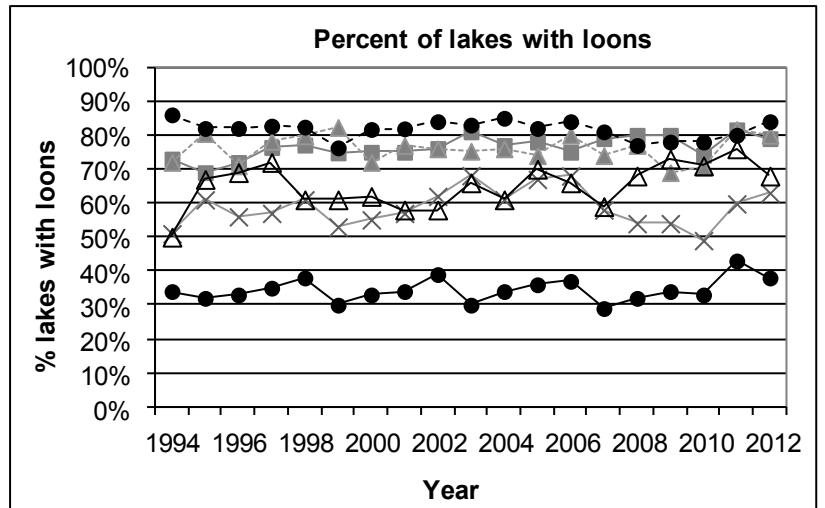 Percent of lakes with loons
100%
90%
80%
70%
60%
50%
40%
30%
20%
10%
0%
% lakes with loons
1994 1996 1998 2000 2002 2004 2006 2008 2010 2012
Year